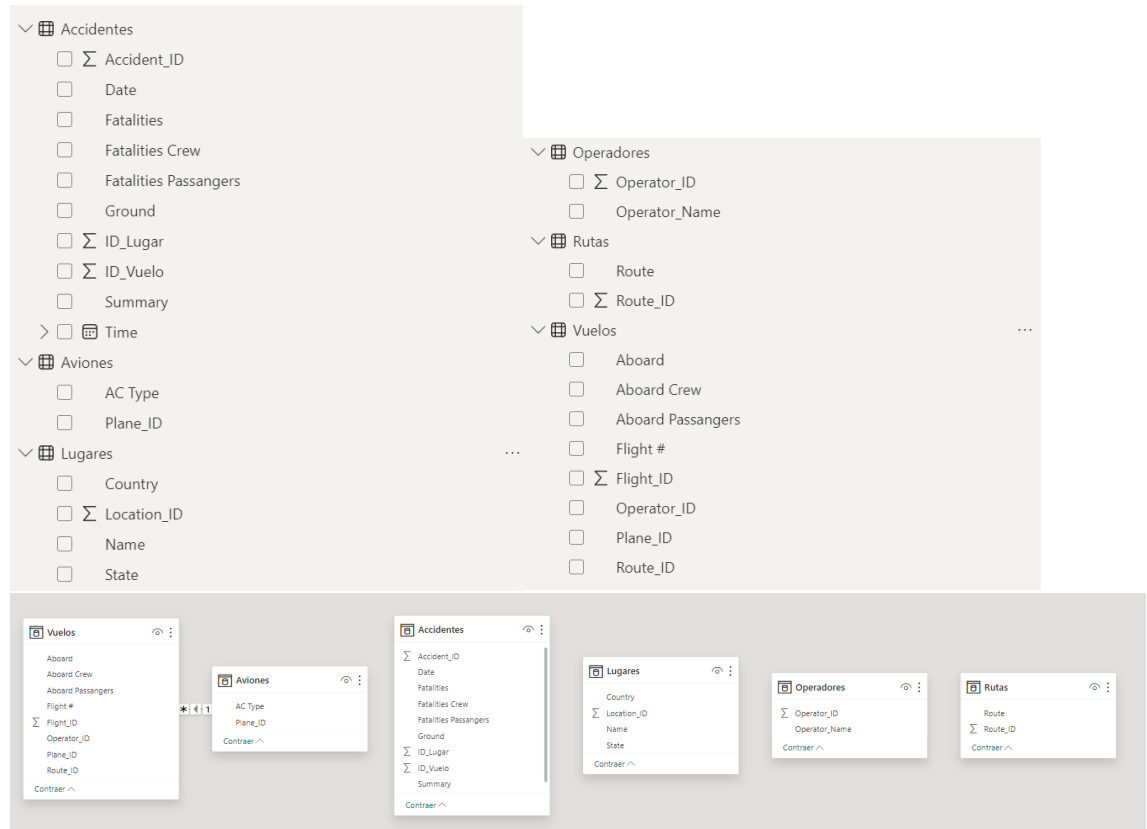 Accidentes
Σ Accident_ID
Date
Fatalities
Fatalities Crew
Fatalities Passangers
Ground
Σ ID_Lugar
Σ ID_Vuelo
Summary
Time
Aviones
AC Type
Plane_ID
Lugares
Country
Σ Location_ID
Name
State
Operadores
Σ Operator_ID
Operator_Name
Rutas
Route
Σ Route_ID
Vuelos
Aboard
Aboard Crew
Aboard Passangers
Flight #
Σ Flight_ID
Operator_ID
Plane_ID
Route_ID
Vuelos
Aboard
Aboard Crew
Aboard Passangers
Flight #
Σ Flight_ID
Operator_ID
Plane_ID
Route_ID
Contraer
* 1
Aviones
AC Type
Plane_ID
Contraer
Accidentes
Σ Accident_ID
Date
Fatalities
Fatalities Crew
Fatalities Passangers
Ground
Σ ID_Lugar
Σ ID_Vuelo
Summary
Contraer
Lugares
Country
Σ Location_ID
Name
State
Contraer
Operadores
Σ Operator_ID
Operator_Name
Contraer
Rutas
Route
Σ Route_ID
Contraer